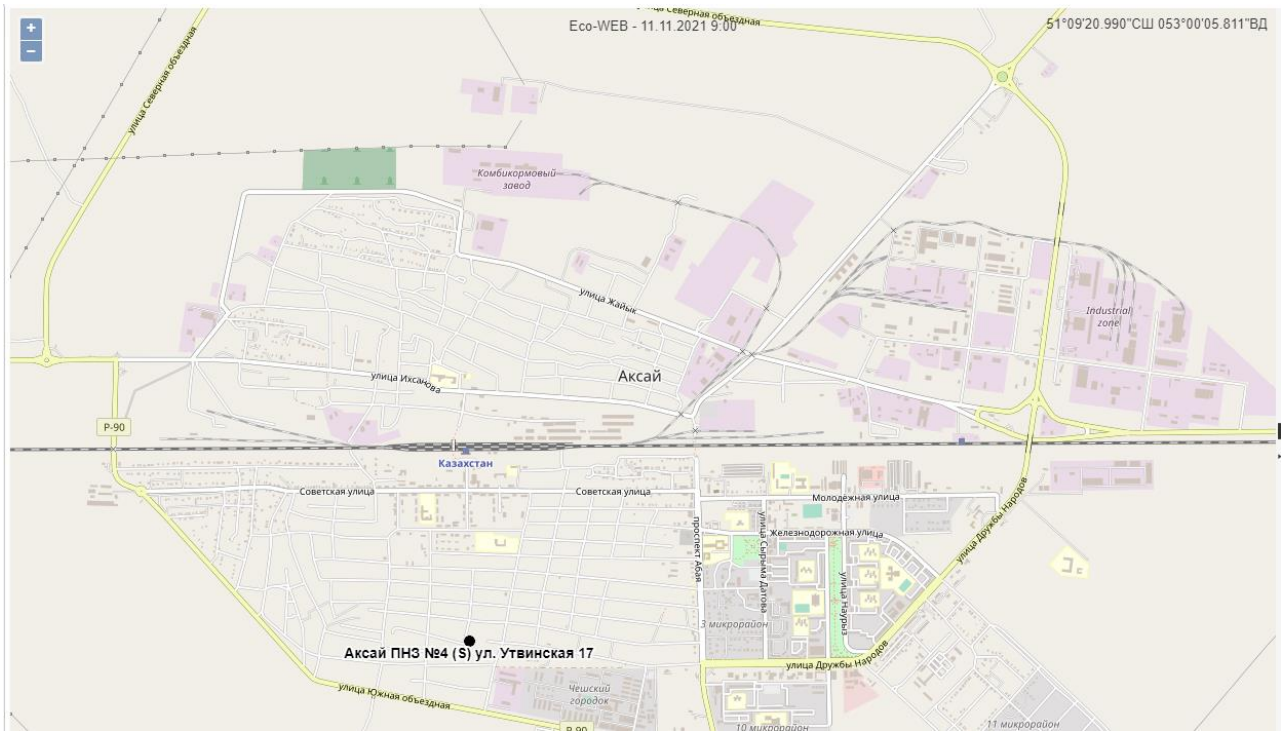 +
−
Eco-WEB - 11.11.2021 9:00
51°09'20.990"СШ 053°00'05.811"ВД
улица Северная объездная
улица Северная объездная
Комбикормовый
завод
улица Жайык
Industrial
zone
улица Ихсанова
Аксай
Р-90
Казахстан
Советская улица
Советская улица
Молодёжная улица
проспект Абая
улица Сырыма Датова
Железнодорожная улица
улица Наурыз
улица Дружбы Народов
3 микрорайон
Аксай ПНЗ №4 (S) ул. Утвинская 17
улица Дружбы Народов
улица Южная объездная
Чешский
городок
Р-90
10 микрорайон
11 микрорайон